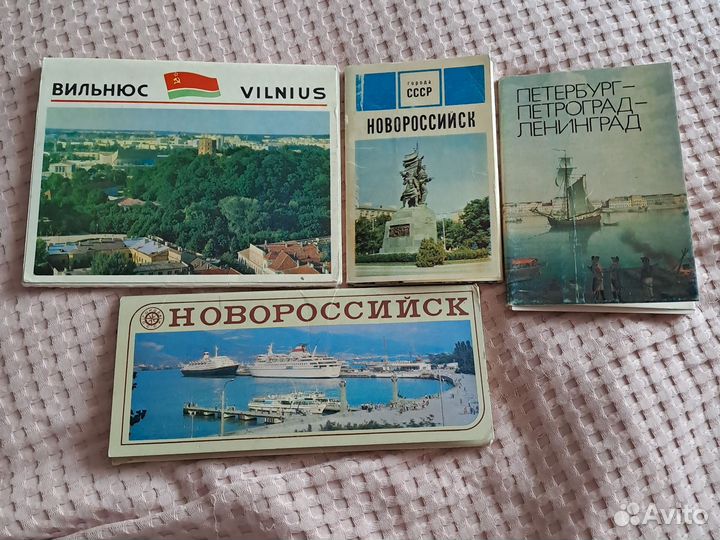 ВИЛЬНЮС VILNIUS
города
СССР
НОВОРОССИЙСК
ПЕТЕРБУРГ–
ПЕТРОГРАД–
ЛЕНИНГРАД
НОВОРОССИЙСК
Avito